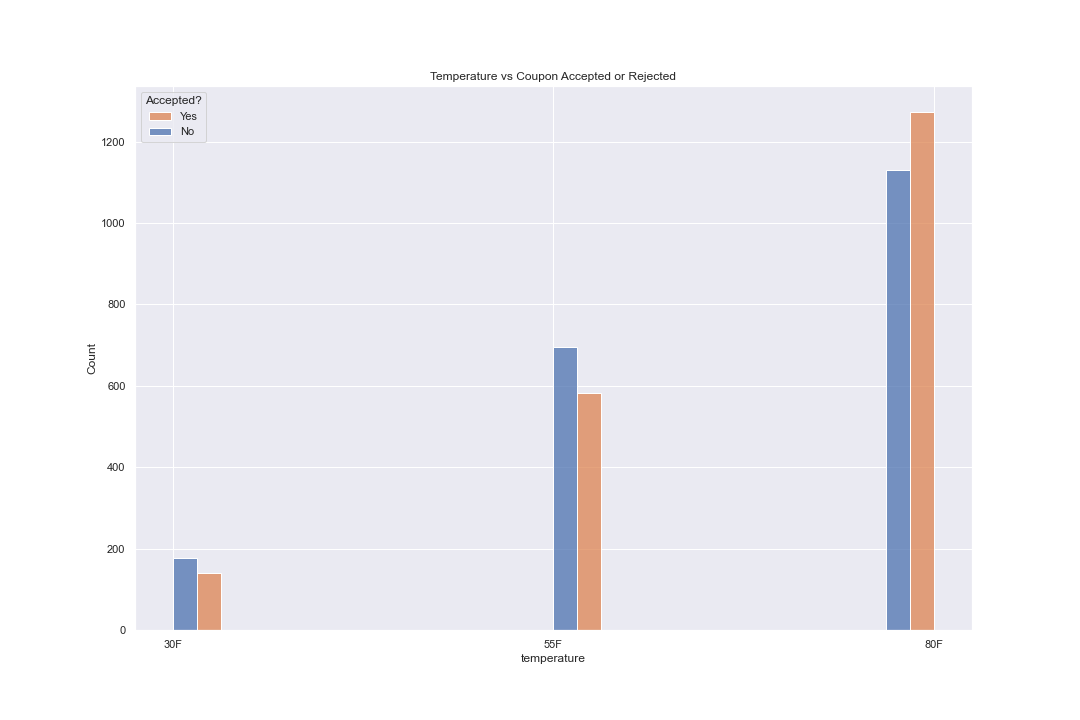 Temperature vs Coupon Accepted or Rejected
Accepted?
Yes
No
1200
1000
800
600
400
200
0
Count
30F
55F
80F
temperature